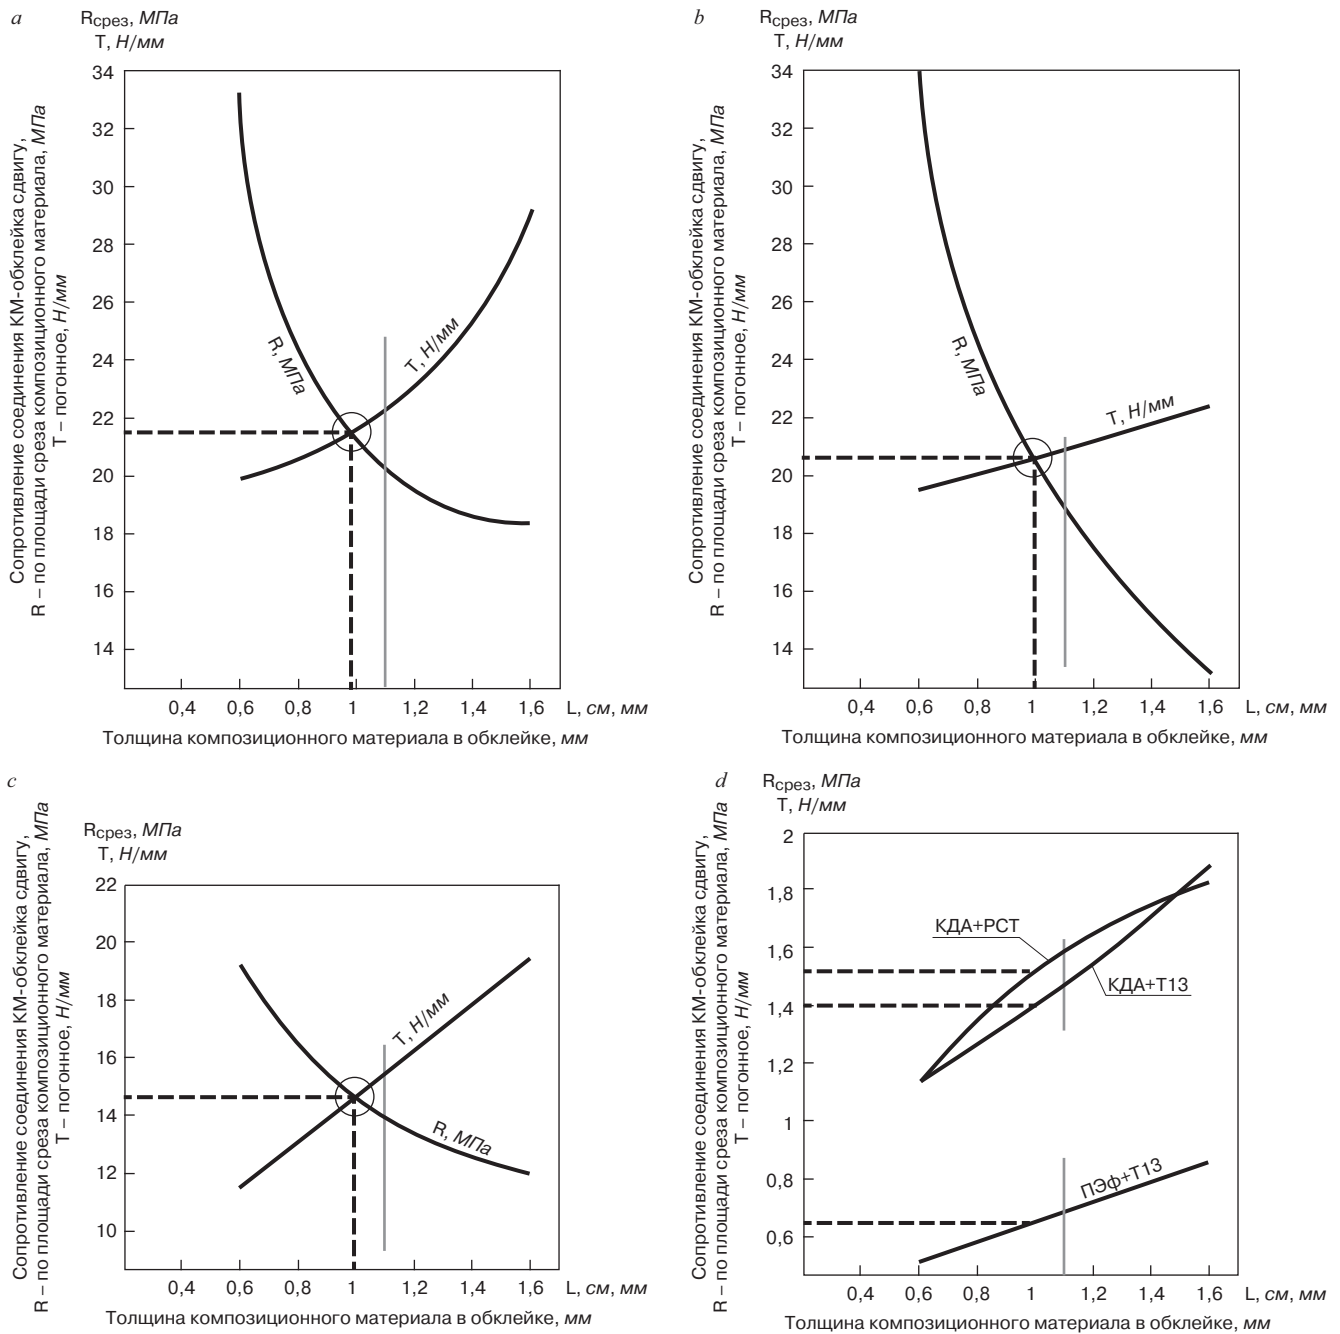 a
Rсрез, МПа
T, Н/мм
Сопротивление соединения КМ-обклейка сдвигу,
R – по площади среза композиционного материала, МПа
T – погонное, Н/мм
34
32
30
28
26
24
22
20
18
16
14
R, МПа
T, Н/мм
0,4 0,6 0,8 1 1,2 1,4 1,6 L, см, мм
Толщина композиционного материала в обклейке, мм
b
Rсрез, МПа
T, Н/мм
Сопротивление соединения КМ-обклейка сдвигу,
R – по площади среза композиционного материала, МПа
T – погонное, Н/мм
34
32
30
28
26
24
22
20
18
16
14
R, МПа
T, Н/мм
0,4 0,6 0,8 1 1,2 1,4 1,6 L, см, мм
Толщина композиционного материала в обклейке, мм
c
Rсрез, МПа
T, Н/мм
Сопротивление соединения КМ-обклейка сдвигу,
R – по площади среза композиционного материала, МПа
T – погонное, Н/мм
22
20
18
16
14
12
10
T, Н/мм
R, МПа
0,4 0,6 0,8 1 1,2 1,4 1,6 L, см, мм
Толщина композиционного материала в обклейке, мм
d
Rсрез, МПа
T, Н/мм
Сопротивление соединения КМ-обклейка сдвигу,
R – по площади среза композиционного материала, МПа
T – погонное, Н/мм
2
1,8
1,6
1,4
1,2
1
0,8
0,6
КДА+РСТ
КДА+Т13
ПЭф+Т13
0,4 0,6 0,8 1 1,2 1,4 1,6 L, см, мм
Толщина композиционного материала в обклейке, мм